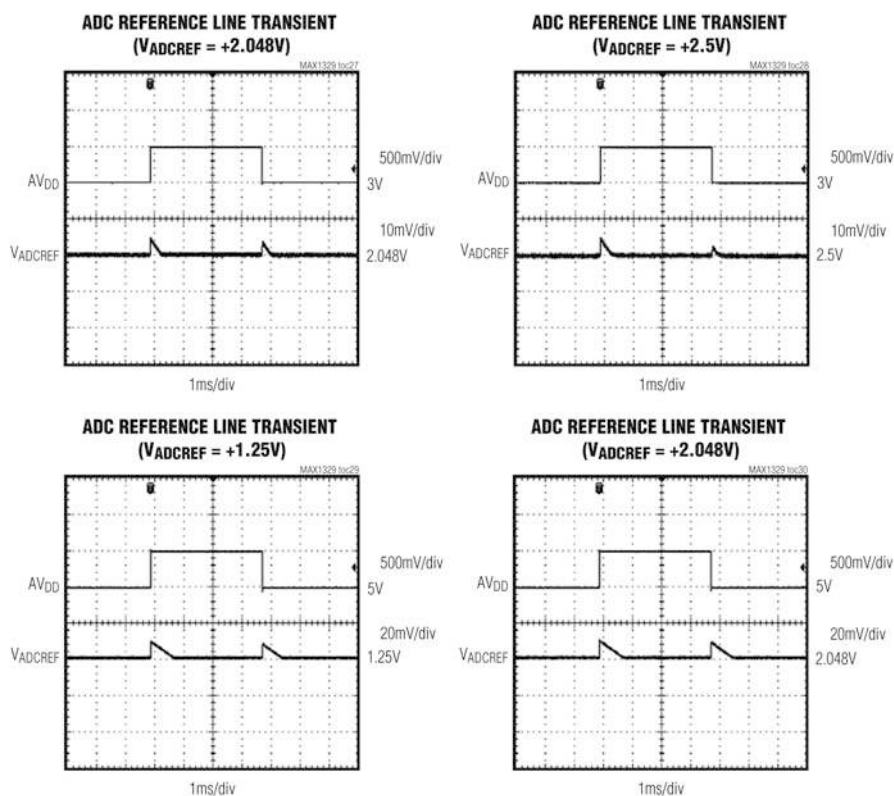 ADC REFERENCE LINE TRANSIENT
(VADCREF = +2.048V)
MAX1329 toc27
AVDD
500mV/div
3V
VADCREF
10mV/div
2.048V
1ms/div
ADC REFERENCE LINE TRANSIENT
(VADCREF = +2.5V)
MAX1329 toc28
AVDD
500mV/div
3V
VADCREF
10mV/div
2.5V
1ms/div
ADC REFERENCE LINE TRANSIENT
(VADCREF = +1.25V)
MAX1329 toc29
AVDD
500mV/div
5V
VADCREF
20mV/div
1.25V
1ms/div
ADC REFERENCE LINE TRANSIENT
(VADCREF = +2.048V)
MAX1329 toc30
AVDD
500mV/div
5V
VADCREF
20mV/div
2.048V
1ms/div